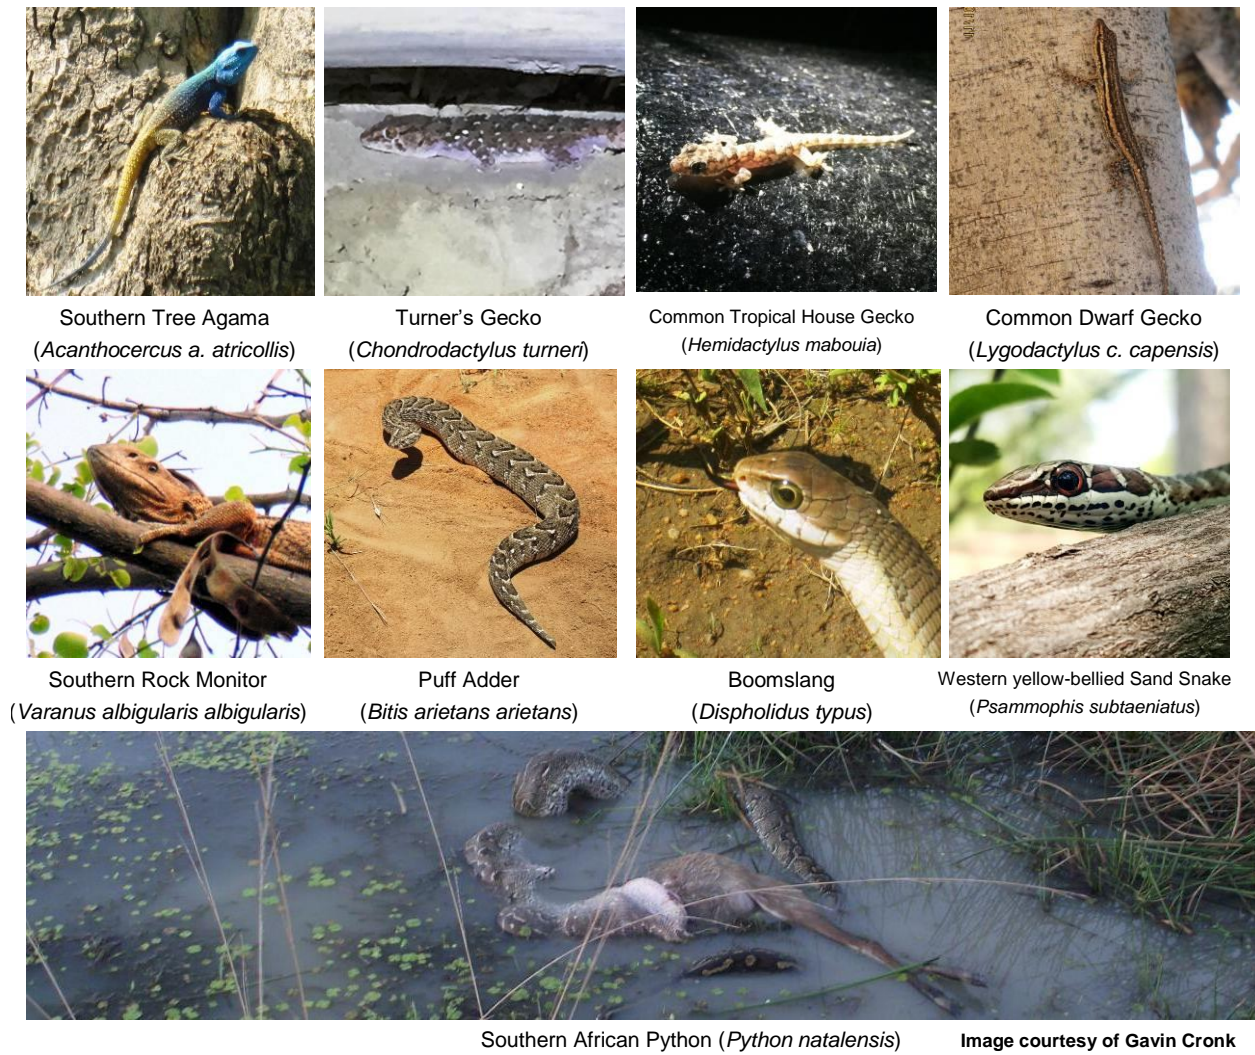 Southern Tree Agama
(Acanthocercus a. atricollis)
Turner’s Gecko
(Chondrodactylus turneri)
Common Tropical House Gecko
(Hemidactylus mabouia)
Common Dwarf Gecko
(Lygodactylus c. capensis)
Southern Rock Monitor
(Varanus albigularis albigularis)
Puff Adder
(Bitis arietans arietans)
Boomslang
(Dispholidus typus)
Western yellow-bellied Sand Snake
(Psammophis subtaeniatus)
Southern African Python (Python natalensis)
Image courtesy of Gavin Cronk